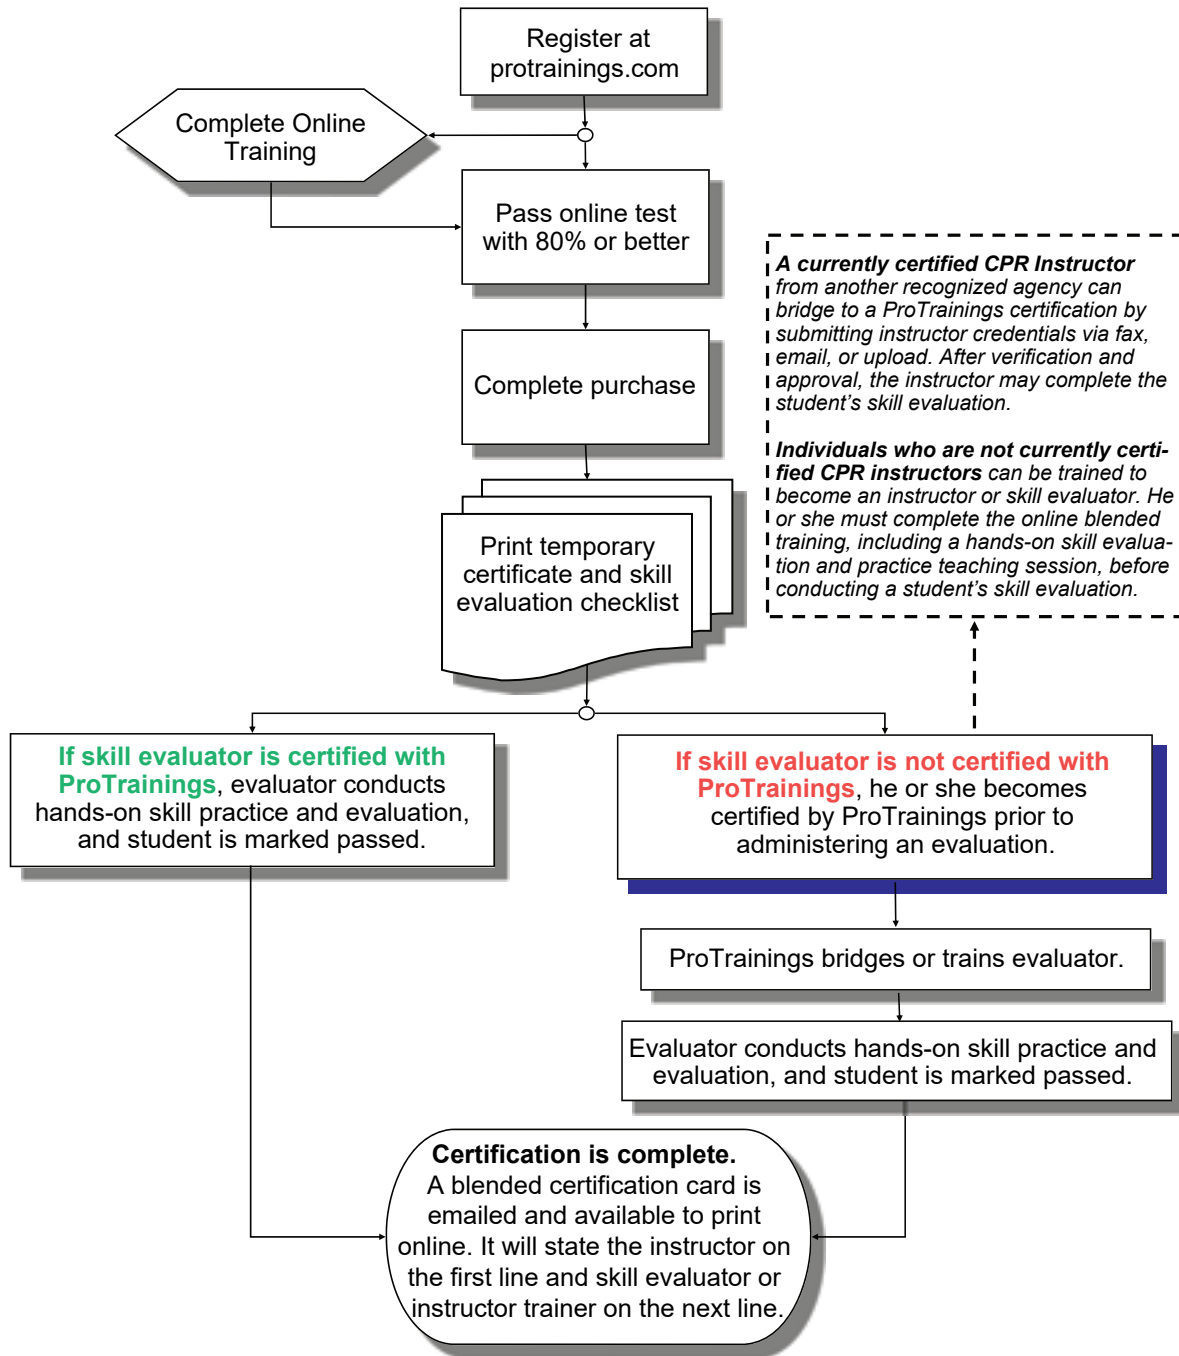 Register at
protrainings.com
Complete Online
Training
Pass online test
with 80% or better
Complete purchase
Print temporary
certificate and skill
evaluation checklist
A currently certified CPR Instructor
from another recognized agency can
bridge to a ProTrainings certification by
submitting instructor credentials via fax,
email, or upload. After verification and
approval, the instructor may complete the
student’s skill evaluation.
Individuals who are not currently certi-
fied CPR instructors can be trained to
become an instructor or skill evaluator. He
or she must complete the online blended
training, including a hands-on skill evalua-
tion and practice teaching session, before
conducting a student’s skill evaluation.
If skill evaluator is certified with
ProTrainings, evaluator conducts
hands-on skill practice and evaluation,
and student is marked passed.
If skill evaluator is not certified with
ProTrainings, he or she becomes
certified by ProTrainings prior to
administering an evaluation.
ProTrainings bridges or trains evaluator.
Evaluator conducts hands-on skill practice and
evaluation, and student is marked passed.
Certification is complete.
A blended certification card is
emailed and available to print
online. It will state the instructor on
the first line and skill evaluator or
instructor trainer on the next line.